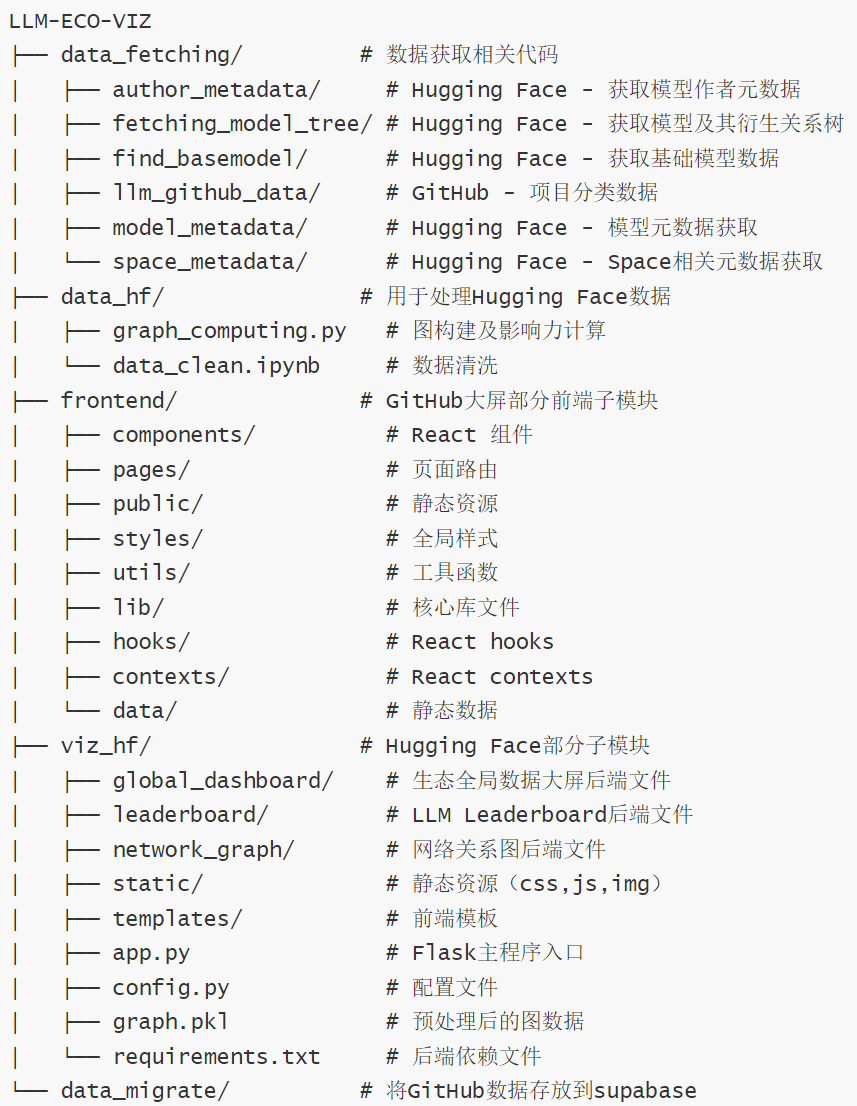 LLM-ECO-VIZ
├── data_fetching/         # 数据获取相关代码
│   ├── author_metadata/     # Hugging Face - 获取模型作者元数据
│   ├── fetching_model_tree/ # Hugging Face - 获取模型及其衍生关系树
│   ├── find_basemodel/      # Hugging Face - 获取基础模型数据
│   ├── llm_github_data/     # GitHub - 项目分类数据
│   ├── model_metadata/      # Hugging Face - 模型元数据获取
│   └── space_metadata/      # Hugging Face - Space相关元数据获取
├── data_hf/               # 用于处理Hugging Face数据
│   ├── graph_computing.py   # 图构建及影响力计算
│   └── data_clean.ipynb     # 数据清洗
├── frontend/              # GitHub大屏部分前端子模块
│   ├── components/          # React 组件
│   ├── pages/               # 页面路由
│   ├── public/              # 静态资源
│   ├── styles/              # 全局样式
│   ├── utils/               # 工具函数
│   ├── lib/                 # 核心库文件
│   ├── hooks/               # React hooks
│   ├── contexts/            # React contexts
│   └── data/                # 静态数据
├── viz_hf/                # Hugging Face部分子模块
│   ├── global_dashboard/    # 生态全局数据大屏后端文件
│   ├── leaderboard/         # LLM Leaderboard后端文件
│   ├── network_graph/       # 网络关系图后端文件
│   ├── static/              # 静态资源（css,js,img）
│   ├── templates/           # 前端模板
│   ├── app.py               # Flask主程序入口
│   ├── config.py            # 配置文件
│   ├── graph.pkl            # 预处理后的图数据
│   └── requirements.txt     # 后端依赖文件
└── data_migrate/          # 将GitHub数据存放到supabase